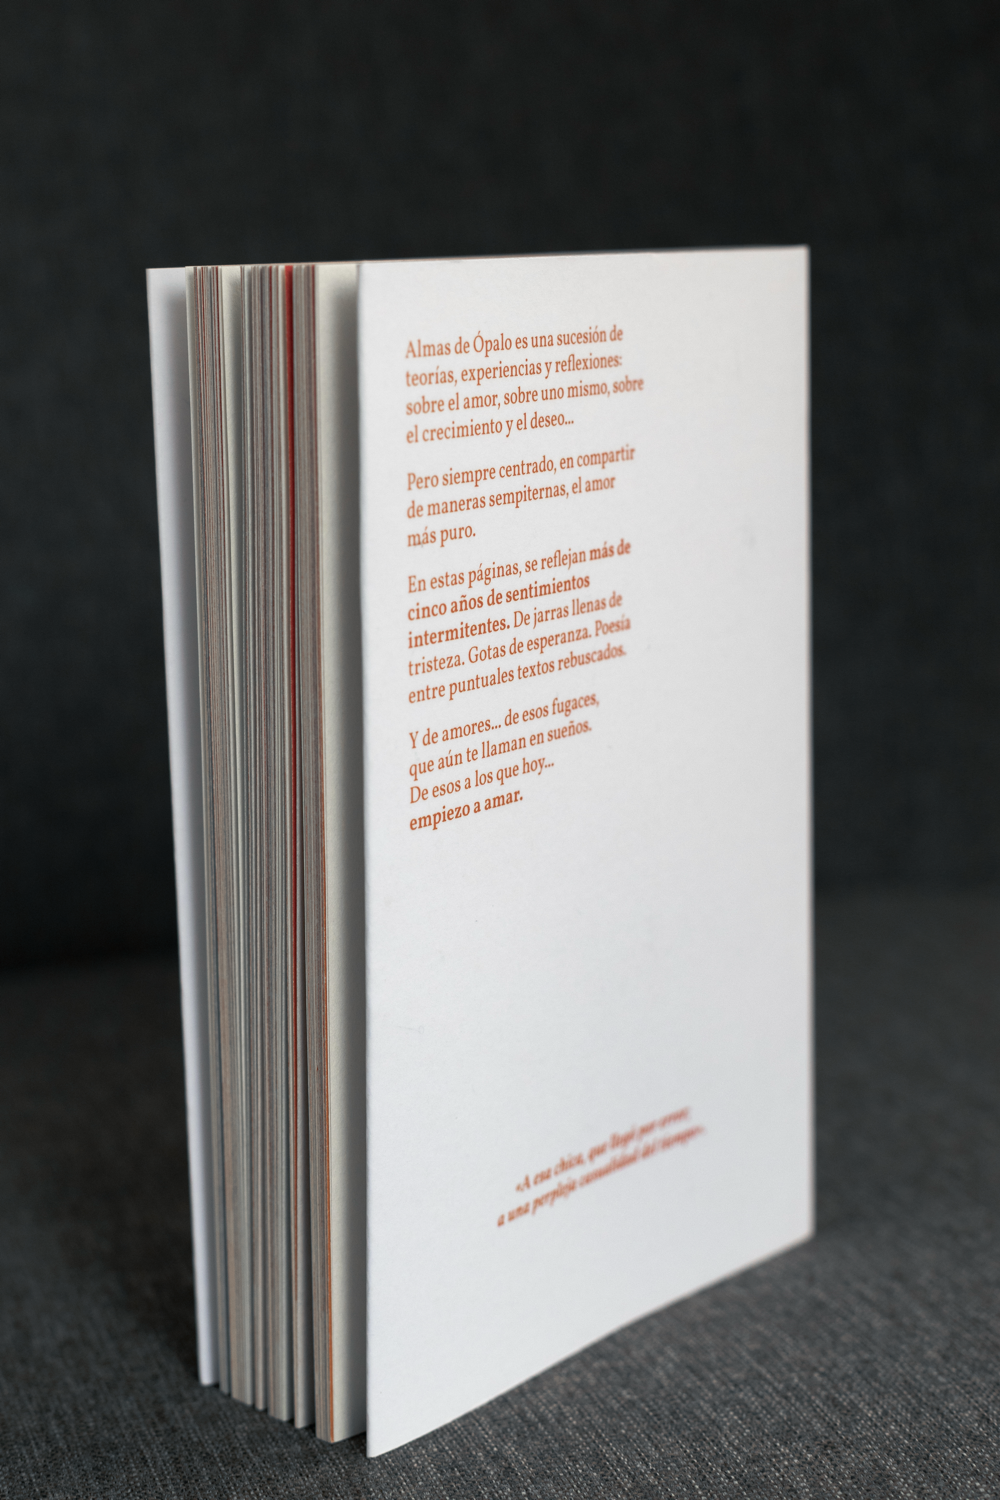 Almas de Ópalo es una sucesión de
teorías, experiencias y reflexiones:
sobre el amor, sobre uno mismo, sobre
el crecimiento y el deseo...
Pero siempre centrado, en compartir
de maneras sempiternas, el amor
más puro.
En estas páginas, se reflejan más de
cinco años de sentimientos
intermitentes. De jarras llenas de
tristeza. Gotas de esperanza. Poesía
entre puntuales textos rebuscados.
Y de amores... de esos fugaces,
que aún te llaman en sueños.
De esos a los que hoy...
empiezo a amar.
«A esa chica, que llegó por error,
a una perpleja casualidad del tiempo».